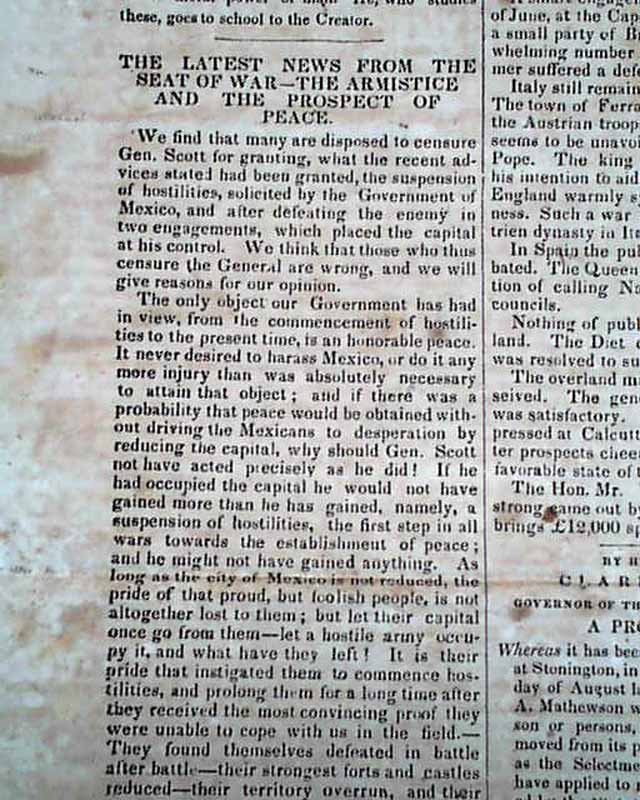 these, goes to school to the Creator.
THE LATEST NEWS FROM THE
SEAT OF WAR—THE ARMISTICE
AND THE PROSPECT OF
PEACE.
We find that many are disposed to censure
Gen. Scott for granting, what the recent ad-
vices stated had been granted, the suspension
of hostilities, solicited by the Government of
Mexico, and after defeating the enemy in
two engagements, which placed the capital
at his control. We think that those who thus
censure the General are wrong, and we will
give reasons for our opinion.
The only object our Government has had
in view, from the commencement of hostili-
ties to the present time, is an honorable peace.
It never desired to harass Mexico, or do it any
more injury than was absolutely necessary
to attain that object; and if there was a
probability that peace would be obtained with-
out driving the Mexicans to desperation by
reducing the capital, why should Gen. Scott
not have acted precisely as he did! If he
had occupied the capital he would not have
gained more than he has gained, namely, a
suspension of hostilities, the first step in all
wars towards the establishment of peace;
and he might not have gained anything. As
long as the city of Mexico is not reduced, the
pride of that proud, but foolish people, is not
altogether lost to them; but let their capital
once go from them—let a hostile army occu-
py it, and what have they left! It is their
pride that instigated them to commence hos-
tilities, and prolong them for a long time after
they received the most convincing proof they
were unable to cope with us in the field.—
They found themselves defeated in battle
after battle—their strongest forts and castles
reduced—their territory overrun, and their
of June, at the Cap
a small party of B
whelming number
mer suffered a def
Italy still remain
The town of Ferra
the Austrian troop
seems to be unavoi
Pope. The king
his intention to aid
England warmly s
ness. Such a war
trien dynasty in It
In Spain the pu
bated. The Queen
tion of calling Na
councils.
Nothing of publ
land. The Diet
was resolved to su
The overland m
seived. The gen
was satisfactory.
pressed at Calcutt
ter prospects chee
favorable state of t
The Hon. Mr.
strong came out by
brings £12,000 sp
BY H
CLAR
GOVERNOR OF TH
A PRO
Whereas it has bee
at Stonington, in
day of August l
A. Mathewson w
son or persons,
moved from its p
as the Selectme
have applied to